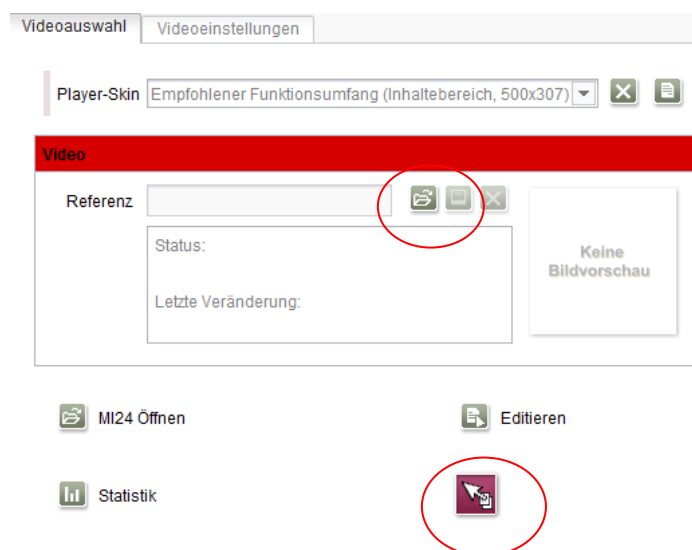 Videoauswahl
Videoeinstellungen
Player-Skin
Empfohlener Funktionsumfang (Inhaltebereich, 500x307)
Video
Referenz
Status:
Keine
Bildvorschau
Letzte Veränderung:
MI24 Öffnen
Editieren
Statistik